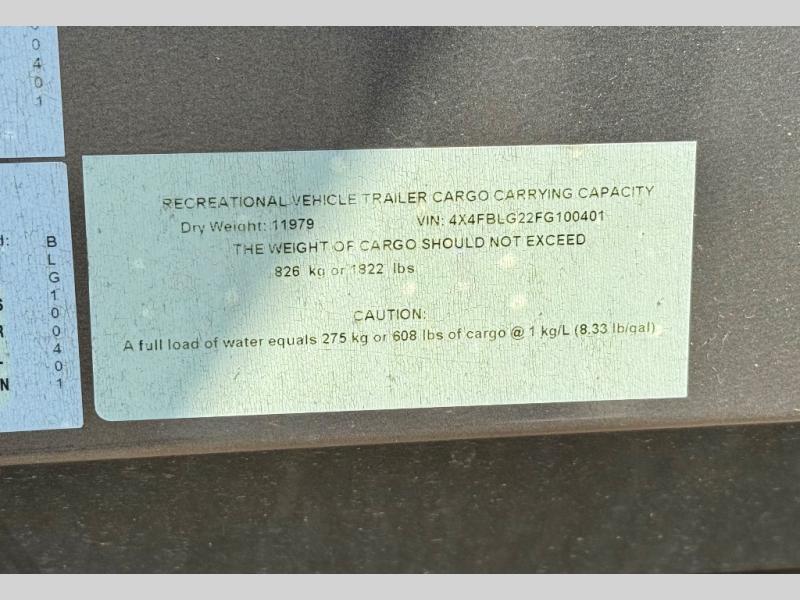 0401
d:
S
R
-
N
BLG100401
RECREATIONAL VEHICLE TRAILER CARGO CARRYING CAPACITY
Dry Weight: 11979 VIN: 4X4FBLG22FG100401
THE WEIGHT OF CARGO SHOULD NOT EXCEED
826 kg or 1822 lbs
CAUTION:
A full load of water equals 275 kg or 608 lbs of cargo @ 1 kg/L (8.33 lb/gal)